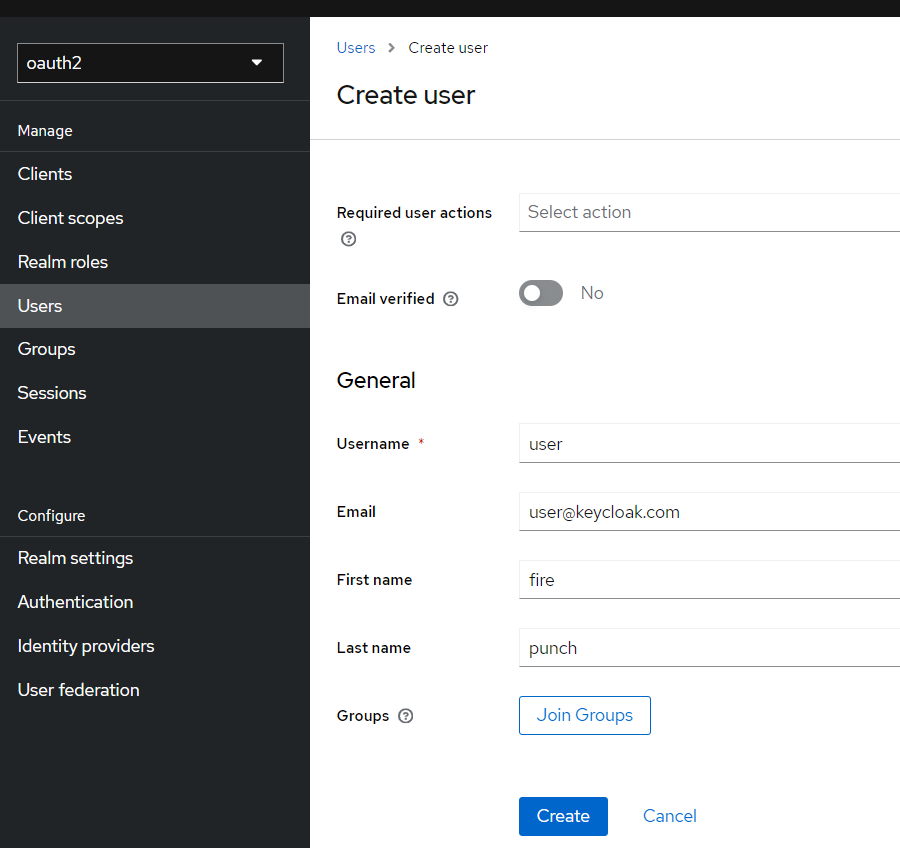 oauth2
Manage
Clients
Client scopes
Realm roles
Users
Groups
Sessions
Events
Configure
Realm settings
Authentication
Identity providers
User federation
Users > Create user
Create user
Required user actions ?
Select action
Email verified ? No
General
Username * user
Email user@keycloak.com
First name fire
Last name punch
Groups ? Join Groups
Create Cancel